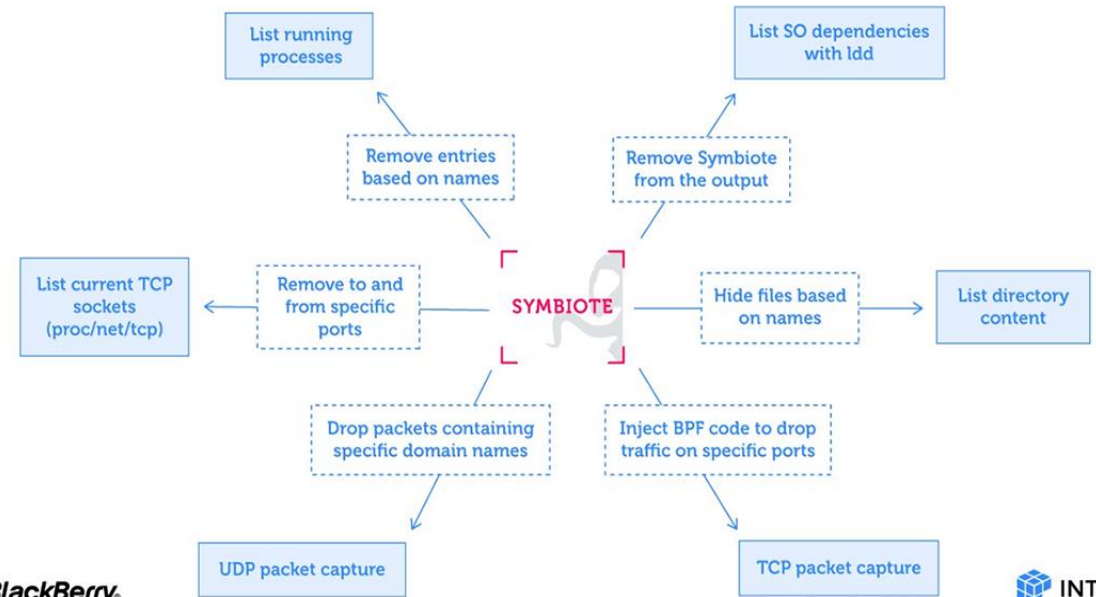 List running
processes
List SO dependencies
with ldd
Remove entries
based on names
Remove Symbiote
from the output
List current TCP
sockets
(proc/net/tcp)
Remove to and
from specific
ports
SYMBIOTE
Hide files based
on names
List directory
content
Drop packets containing
specific domain names
Inject BPF code to drop
traffic on specific ports
UDP packet capture
TCP packet capture
BlackBerry
INT